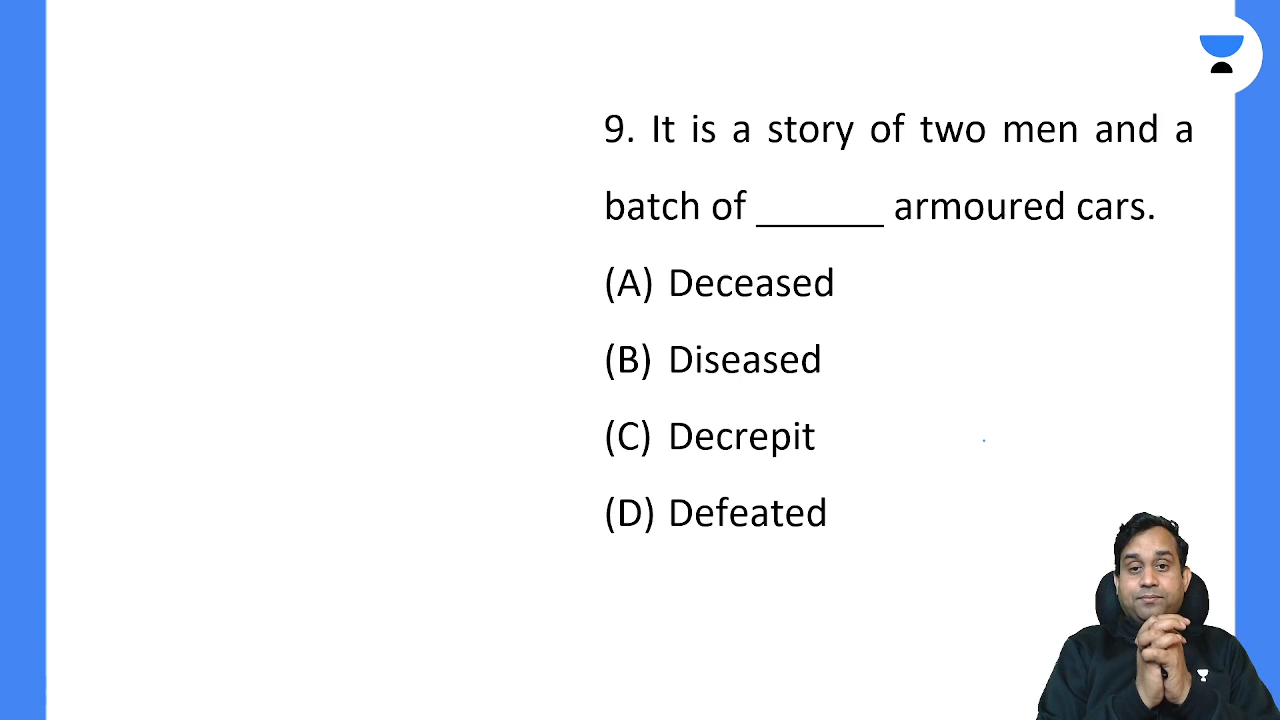 9. It is a story of two men and a
batch of ______ armoured cars.
(A) Deceased
(B) Diseased
(C) Decrepit
(D) Defeated